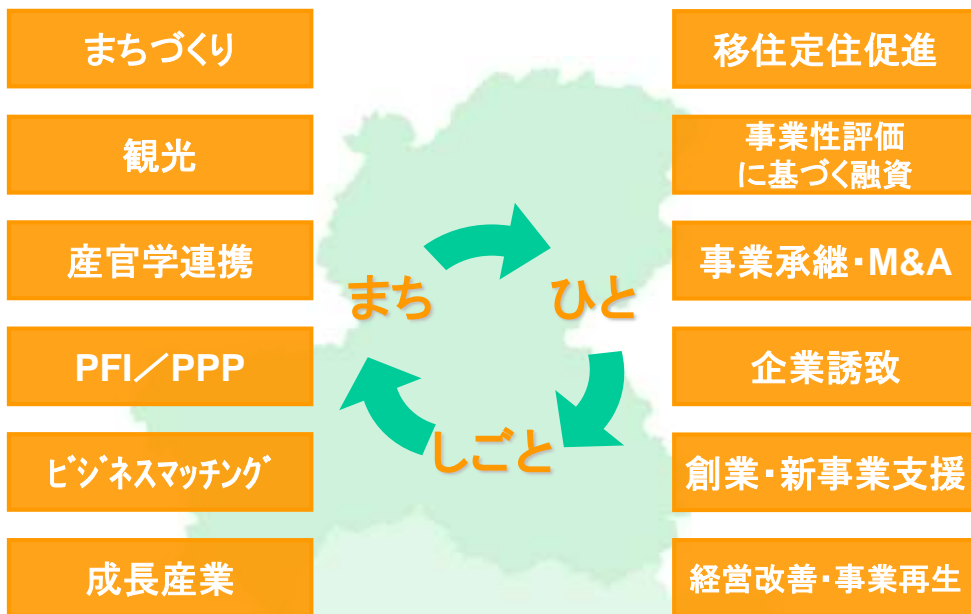 まちづくり
観光
産官学連携
PFI／PPP
ﾋﾞｼﾞﾈｽﾏｯﾁﾝｸﾞ
成長産業
まち
ひと
しごと
移住定住促進
事業性評価
に基づく融資
事業承継・M&A
企業誘致
創業・新事業支援
経営改善・事業再生